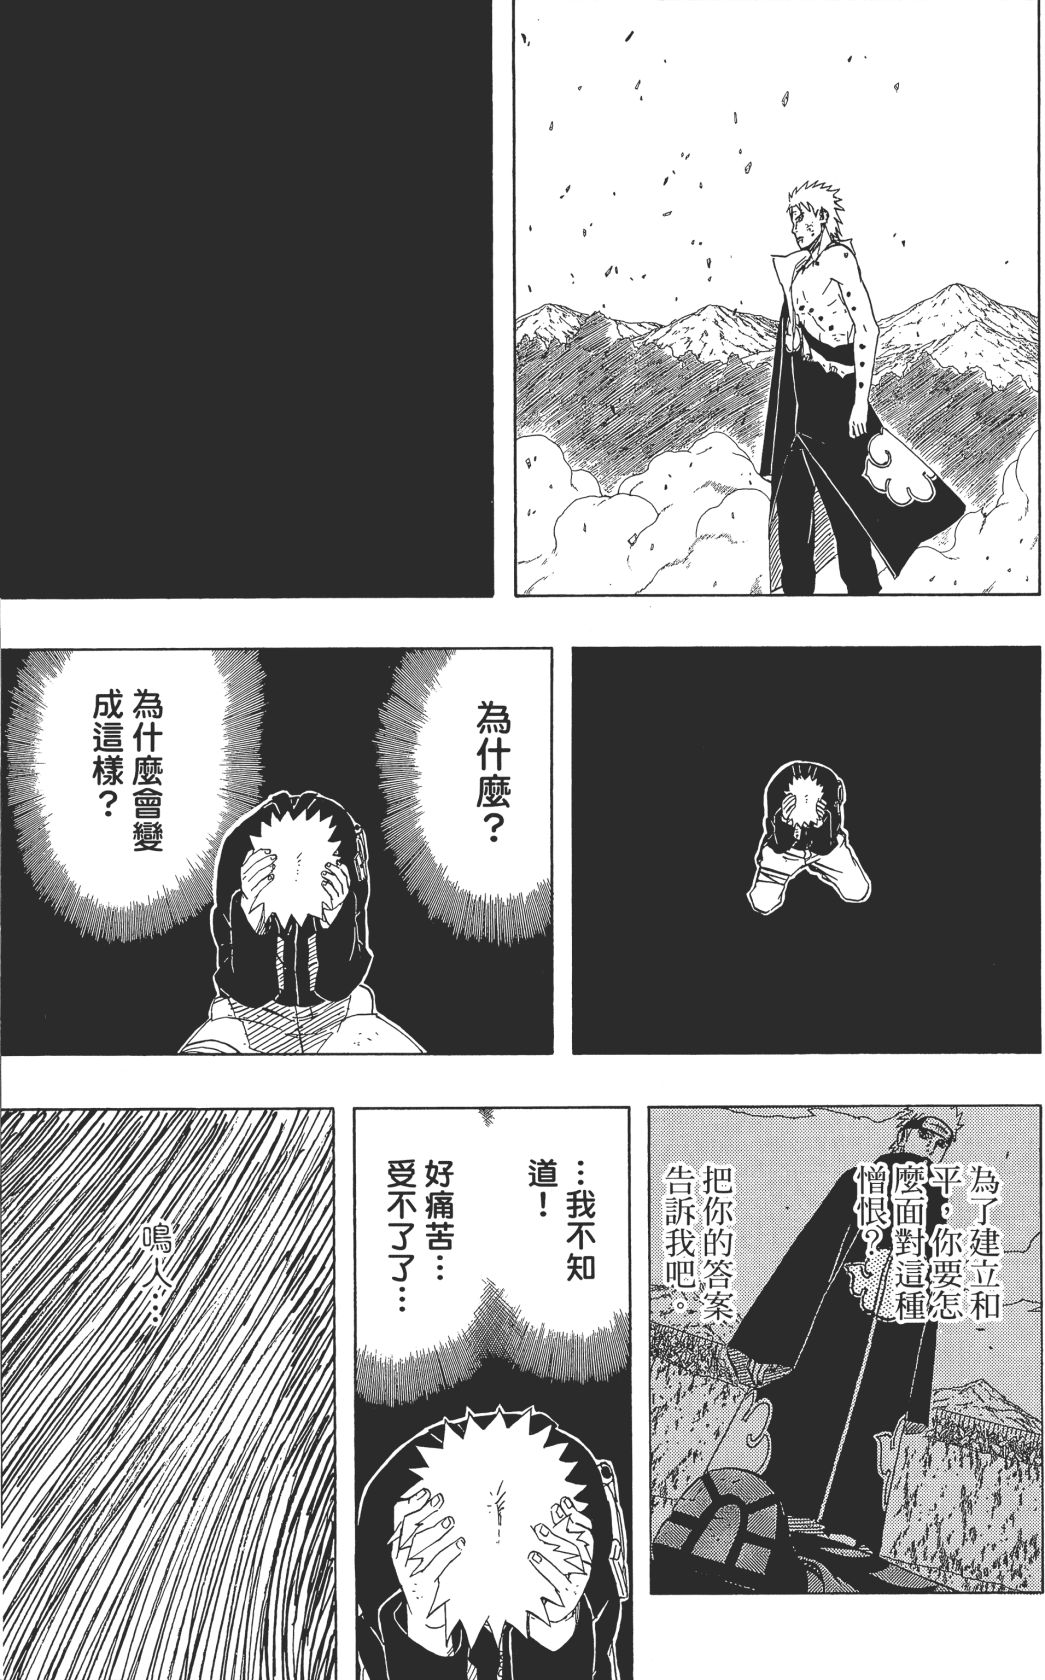 為什麼？
為什麼會變
成這樣？
為了建立和
平，你要怎
麼面對這種
憎恨？
把你的答案
告訴我吧。
…我不知
道！
好痛苦…
受不了了…
鳴人…